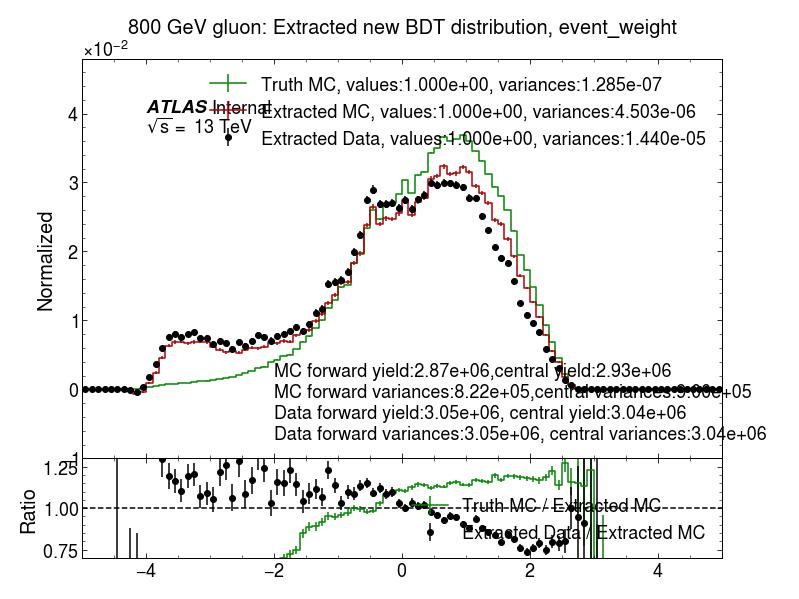 800 GeV gluon: Extracted new BDT distribution, event_weight
×10⁻²
Truth MC, values:1.000e+00, variances:1.285e-07
ATLAS Internal
Extracted MC, values:1.000e+00, variances:4.503e-06
√s = 13 TeV
Extracted Data, values:1.000e+00, variances:1.440e-05
4
3
2
1
0
Normalized
MC forward yield:2.87e+06,central yield:2.93e+06
MC forward variances:8.22e+05,central variances:9.00e+05
Data forward yield:3.05e+06, central yield:3.04e+06
Data forward variances:3.05e+06, central variances:3.04e+06
1.25
1.00
0.75
Ratio
Truth MC / Extracted MC
Extracted Data / Extracted MC
−4 −2 0 2 4